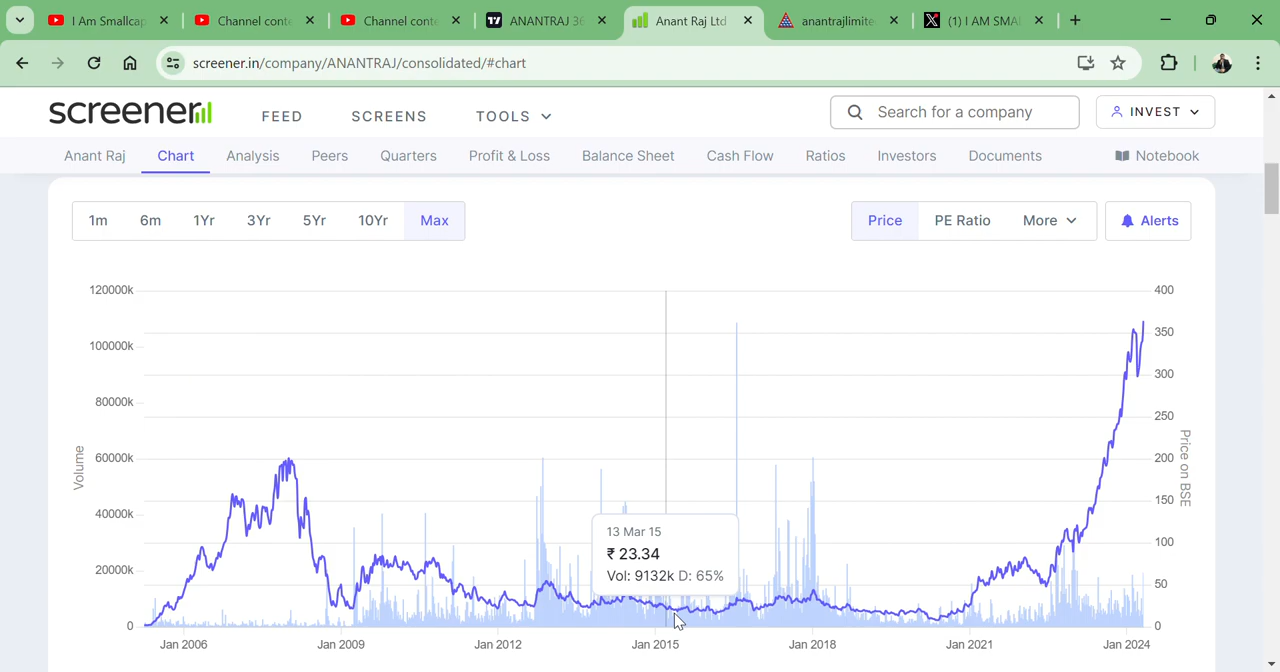 I Am Smallcap
Channel conte
Channel conte
ANANTRAJ 36
Anant Raj Ltd
anantrajlimite
(1) I AM SMAL
screener.in/company/ANANTRAJ/consolidated/#chart
screener
FEED
SCREENS
TOOLS
Search for a company
INVEST
Anant Raj
Chart
Analysis
Peers
Quarters
Profit & Loss
Balance Sheet
Cash Flow
Ratios
Investors
Documents
Notebook
1m
6m
1Yr
3Yr
5Yr
10Yr
Max
Price
PE Ratio
More
Alerts
120000k
100000k
80000k
60000k
40000k
20000k
0
Volume
400
350
300
250
200
150
100
50
0
Price on BSE
13 Mar 15
₹ 23.34
Vol: 9132k D: 65%
Jan 2006
Jan 2009
Jan 2012
Jan 2015
Jan 2018
Jan 2021
Jan 2024